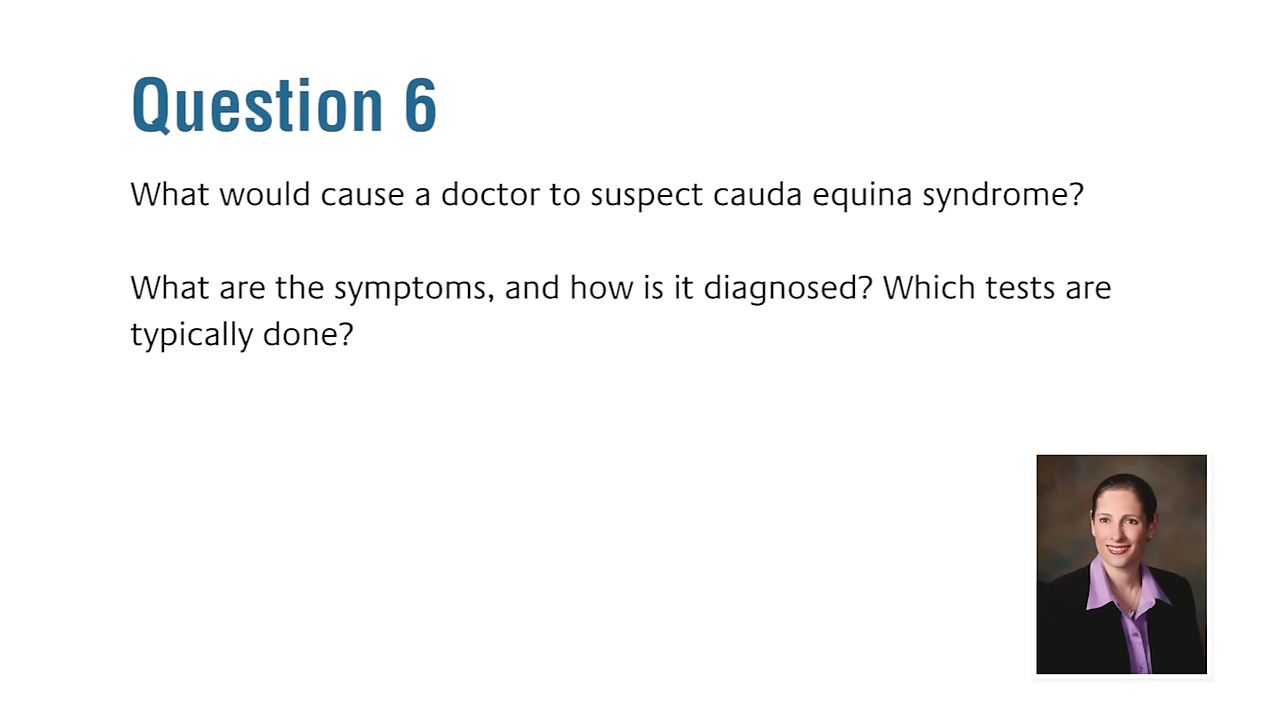 Question 6
What would cause a doctor to suspect cauda equina syndrome?
What are the symptoms, and how is it diagnosed? Which tests are
typically done?